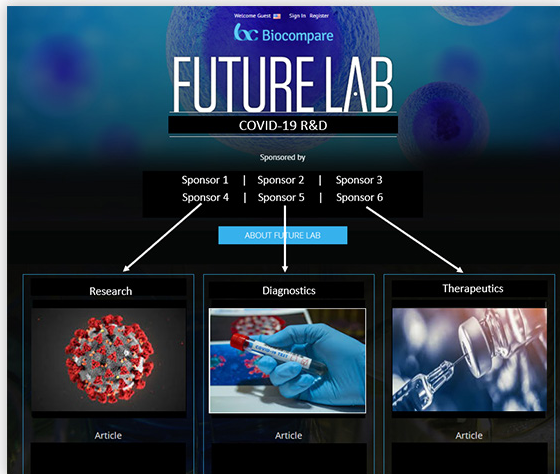 Welcome Guest Sign In Register
bc Biocompare
FUTURE LAB
COVID-19 R&D
Sponsored by
Sponsor 1 | Sponsor 2 | Sponsor 3
Sponsor 4 | Sponsor 5 | Sponsor 6
ABOUT FUTURE LAB
Research
Diagnostics
Therapeutics
Article
Article
Article